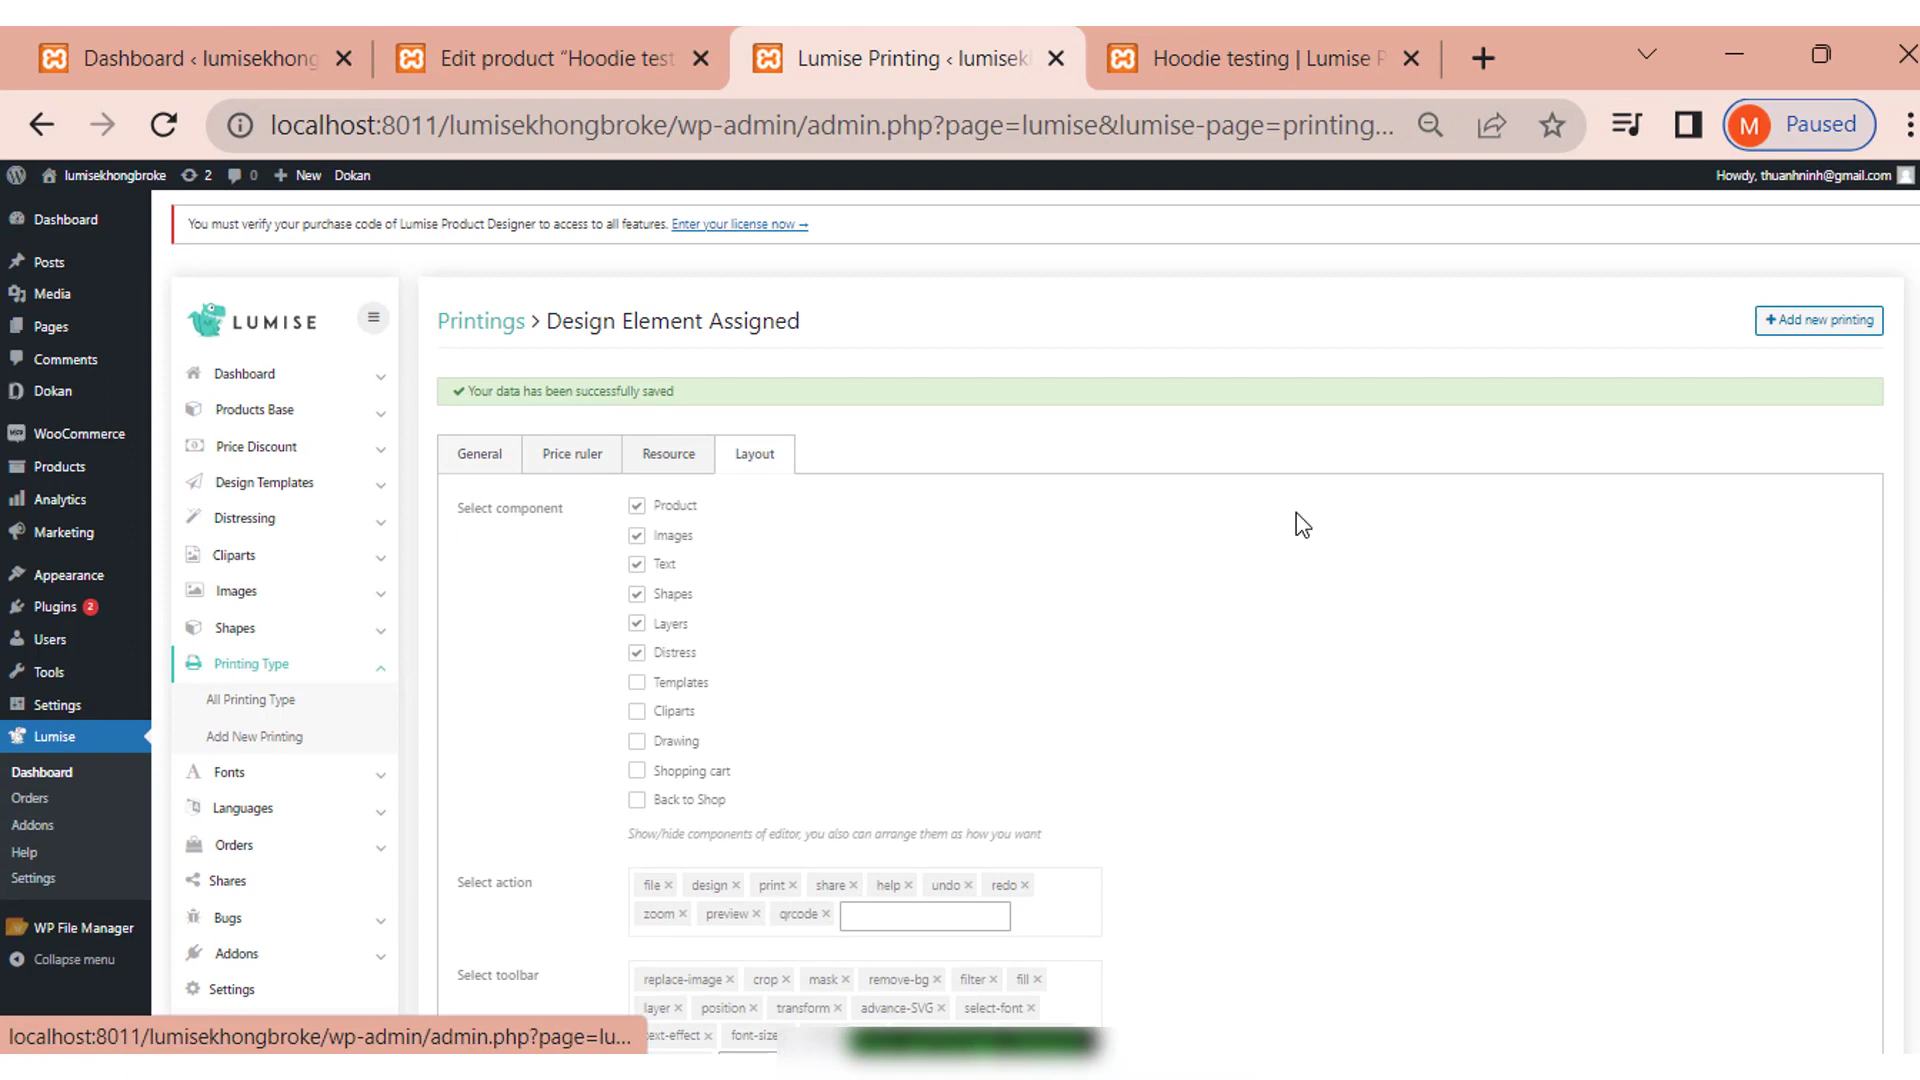 Dashboard ‹ lumisekhong
Edit product “Hoodie test
Lumise Printing ‹ lumisek
Hoodie testing | Lumise P
localhost:8011/lumisekhongbroke/wp-admin/admin.php?page=lumise&lumise-page=printing...
M Paused
lumisekhongbroke 2 0 New Dokan
Howdy, thuanhninh@gmail.com
You must verify your purchase code of Lumise Product Designer to access to all features. Enter your license now →
Dashboard
Posts
Media
Pages
Comments
Dokan
WooCommerce
Products
Analytics
Marketing
Appearance
Plugins 2
Users
Tools
Settings
Lumise
Dashboard
Orders
Addons
Help
Settings
WP File Manager
Collapse menu
LUMISE
Dashboard
Products Base
Price Discount
Design Templates
Distressing
Cliparts
Images
Shapes
Printing Type
All Printing Type
Add New Printing
Fonts
Languages
Orders
Shares
Bugs
Addons
Settings
Printings > Design Element Assigned
+ Add new printing
Your data has been successfully saved
General Price ruler Resource Layout
Select component
Product
Images
Text
Shapes
Layers
Distress
Templates
Cliparts
Drawing
Shopping cart
Back to Shop
Show/hide components of editor, you also can arrange them as how you want
Select action
file × design × print × share × help × undo × redo ×
zoom × preview × qrcode ×
Select toolbar
replace-image × crop × mask × remove-bg × filter × fill ×
layer × position × transform × advance-SVG × select-font ×
text-effect × font-size
localhost:8011/lumisekhongbroke/wp-admin/admin.php?page=lu...